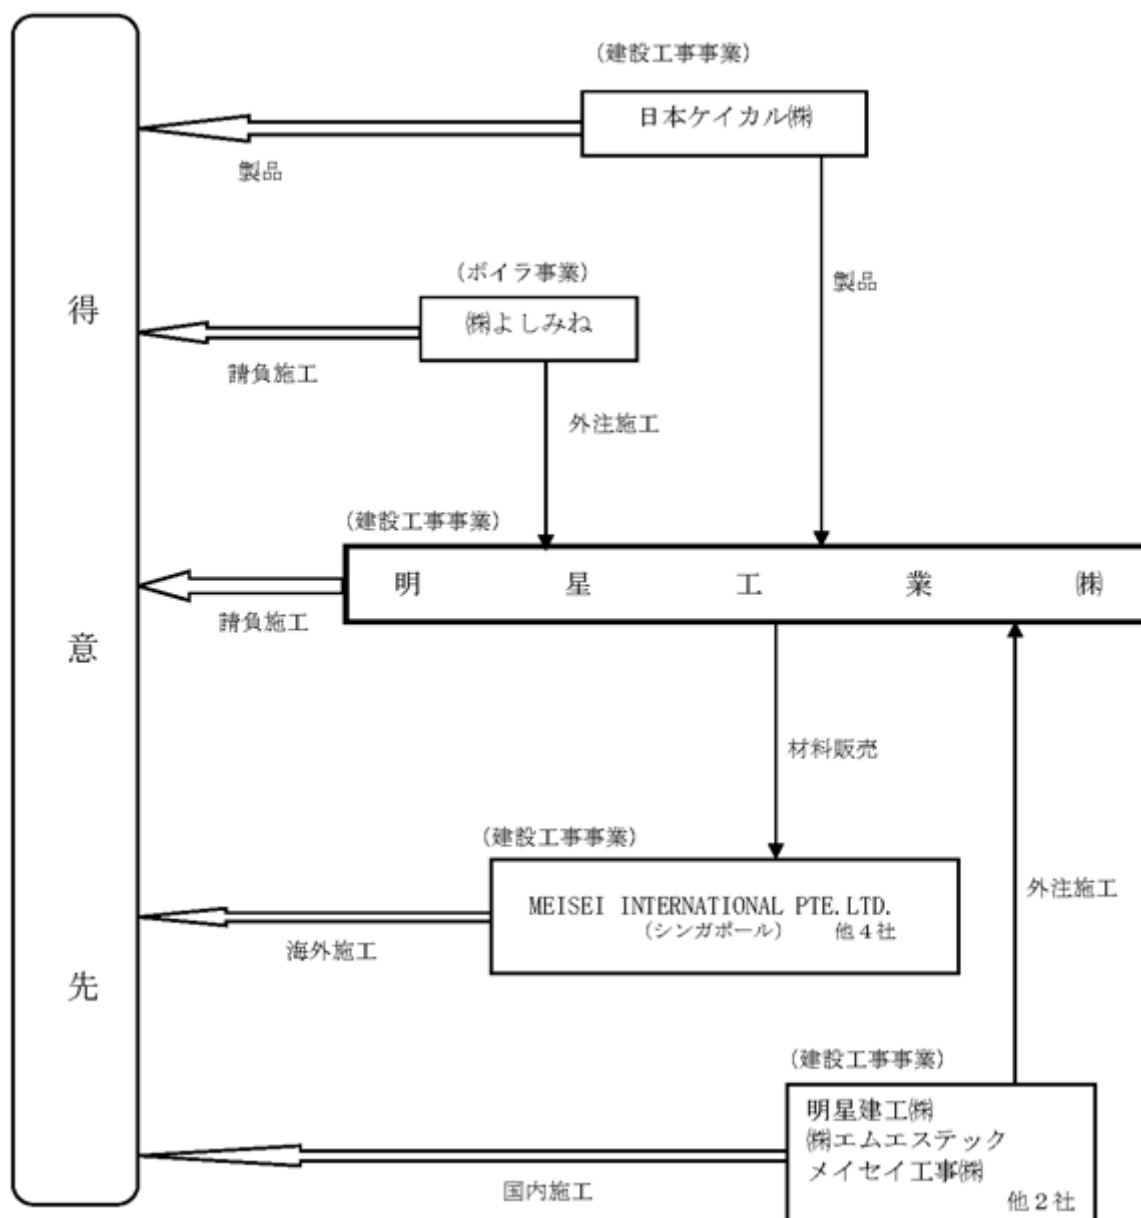 (建設工事事業)
日本ケイカル㈱
製品
製品
(ボイラ事業)
㈱よしみね
請負施工
外注施工
(建設工事事業)
明星工業㈱
請負施工
材料販売
(建設工事事業)
MEISEI INTERNATIONAL PTE.LTD.
(シンガポール) 他4社
海外施工
外注施工
(建設工事事業)
明星建工㈱
㈱エムエステック
メイセイ工事㈱
他2社
国内施工
得意先